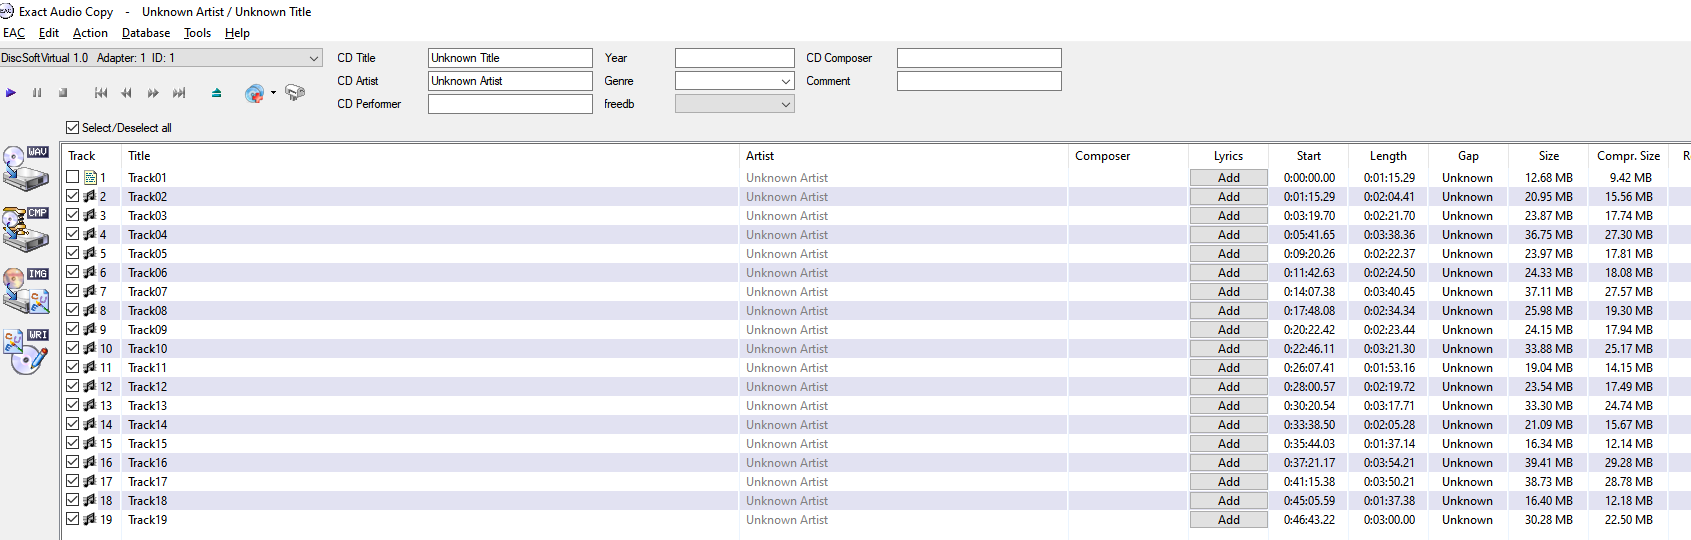 Exact Audio Copy - Unknown Artist / Unknown Title
EAC Edit Action Database Tools Help
DiscSoftVirtual 1.0 Adapter: 1 ID: 1 CD Title Unknown Title Year CD Composer
CD Artist Unknown Artist Genre Comment
CD Performer freedb
Select/Deselect all
WAV
CMP
IMG
WRI
Track Title Artist Composer Lyrics Start Length Gap Size Compr. Size R
1 Track01 Unknown Artist Add 0:00:00.00 0:01:15.29 Unknown 12.68 MB 9.42 MB
2 Track02 Unknown Artist Add 0:01:15.29 0:02:04.41 Unknown 20.95 MB 15.56 MB
3 Track03 Unknown Artist Add 0:03:19.70 0:02:21.70 Unknown 23.87 MB 17.74 MB
4 Track04 Unknown Artist Add 0:05:41.65 0:03:38.36 Unknown 36.75 MB 27.30 MB
5 Track05 Unknown Artist Add 0:09:20.26 0:02:22.37 Unknown 23.97 MB 17.81 MB
6 Track06 Unknown Artist Add 0:11:42.63 0:02:24.50 Unknown 24.33 MB 18.08 MB
7 Track07 Unknown Artist Add 0:14:07.38 0:03:40.45 Unknown 37.11 MB 27.57 MB
8 Track08 Unknown Artist Add 0:17:48.08 0:02:34.34 Unknown 25.98 MB 19.30 MB
9 Track09 Unknown Artist Add 0:20:22.42 0:02:23.44 Unknown 24.15 MB 17.94 MB
10 Track10 Unknown Artist Add 0:22:46.11 0:03:21.30 Unknown 33.88 MB 25.17 MB
11 Track11 Unknown Artist Add 0:26:07.41 0:01:53.16 Unknown 19.04 MB 14.15 MB
12 Track12 Unknown Artist Add 0:28:00.57 0:02:19.72 Unknown 23.54 MB 17.49 MB
13 Track13 Unknown Artist Add 0:30:20.54 0:03:17.71 Unknown 33.30 MB 24.74 MB
14 Track14 Unknown Artist Add 0:33:38.50 0:02:05.28 Unknown 21.09 MB 15.67 MB
15 Track15 Unknown Artist Add 0:35:44.03 0:01:37.14 Unknown 16.34 MB 12.14 MB
16 Track16 Unknown Artist Add 0:37:21.17 0:03:54.21 Unknown 39.41 MB 29.28 MB
17 Track17 Unknown Artist Add 0:41:15.38 0:03:50.21 Unknown 38.73 MB 28.78 MB
18 Track18 Unknown Artist Add 0:45:05.59 0:01:37.38 Unknown 16.40 MB 12.18 MB
19 Track19 Unknown Artist Add 0:46:43.22 0:03:00.00 Unknown 30.28 MB 22.50 MB